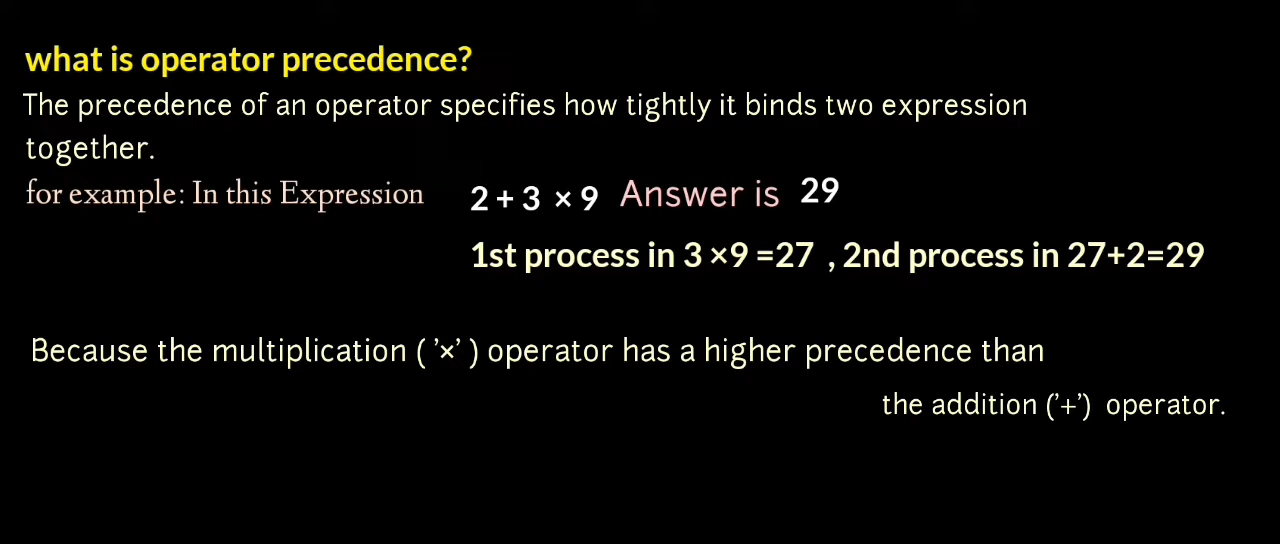 what is operator precedence?
The precedence of an operator specifies how tightly it binds two expression
together.
for example: In this Expression 2 + 3 × 9 Answer is 29
1st process in 3 ×9 =27 , 2nd process in 27+2=29
Because the multiplication ( ’×’ ) operator has a higher precedence than
the addition (’+’) operator.